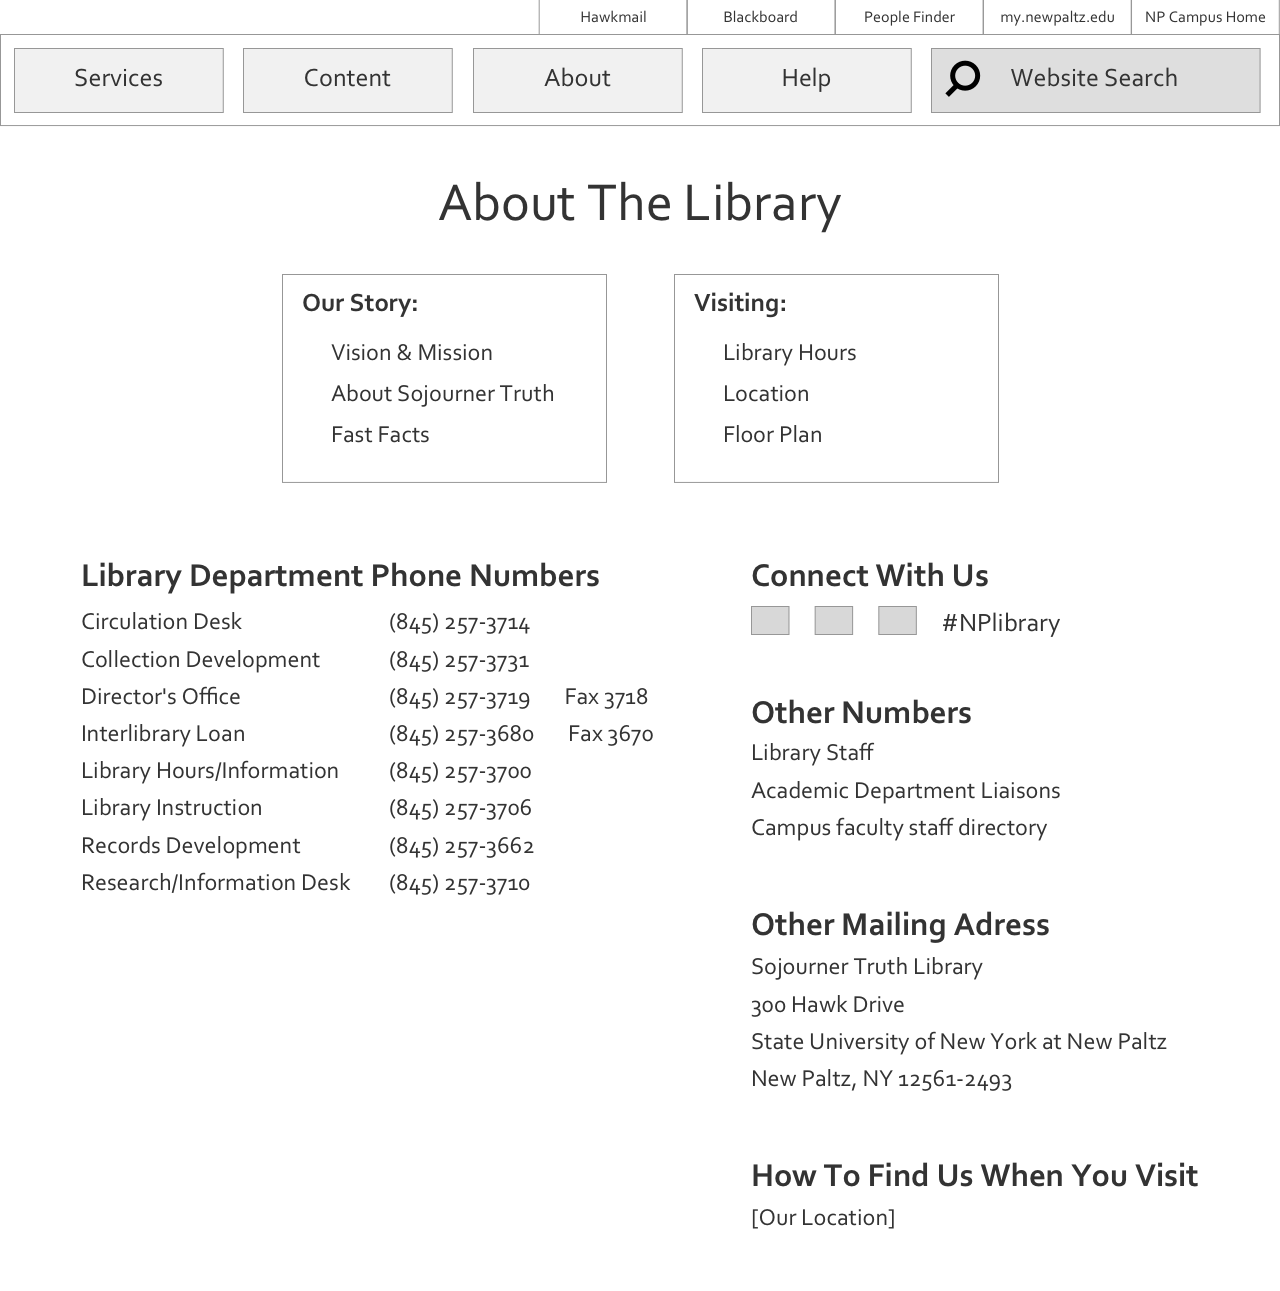 Hawkmail
Blackboard
People Finder
my.newpaltz.edu
NP Campus Home
Services
Content
About
Help
Website Search
About The Library
Our Story:
Vision & Mission
About Sojourner Truth
Fast Facts
Visiting:
Library Hours
Location
Floor Plan
Library Department Phone Numbers
Circulation Desk (845) 257-3714
Collection Development (845) 257-3731
Director's Office (845) 257-3719 Fax 3718
Interlibrary Loan (845) 257-3680 Fax 3670
Library Hours/Information (845) 257-3700
Library Instruction (845) 257-3706
Records Development (845) 257-3662
Research/Information Desk (845) 257-3710
Connect With Us
#NPlibrary
Other Numbers
Library Staff
Academic Department Liaisons
Campus faculty staff directory
Other Mailing Adress
Sojourner Truth Library
300 Hawk Drive
State University of New York at New Paltz
New Paltz, NY 12561-2493
How To Find Us When You Visit
[Our Location]